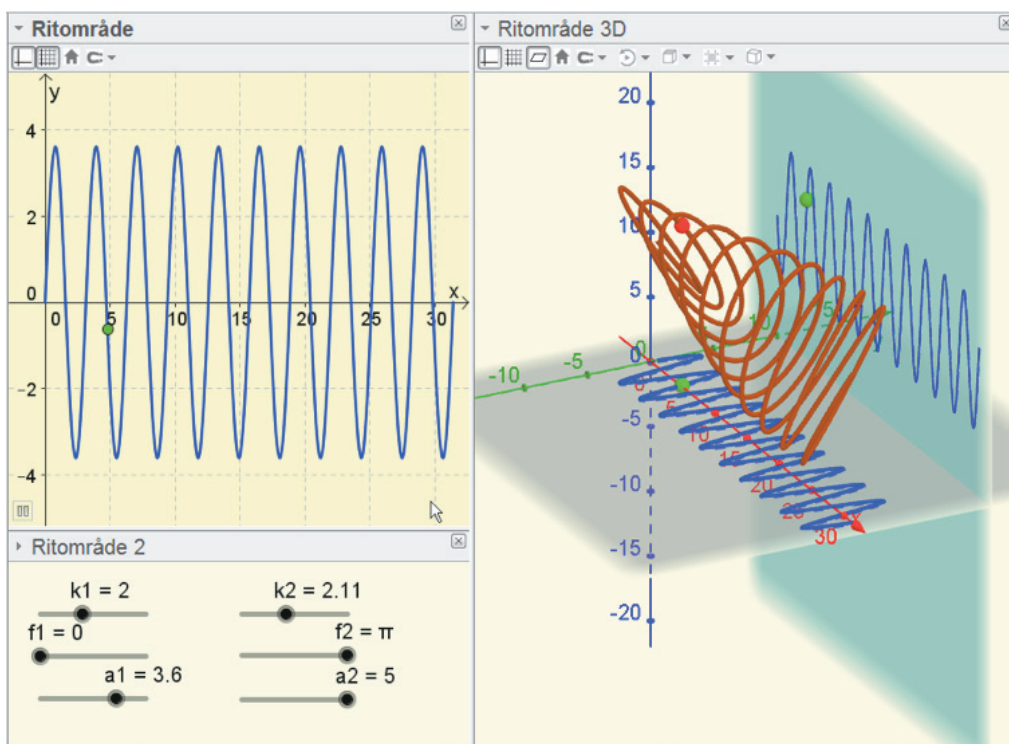 Ritområde
y
4
2
0
-2
-4
0 5 10 15 20 25 30
x
Ritområde 2
k1 = 2
k2 = 2.11
f1 = 0
f2 = π
a1 = 3.6
a2 = 5
Ritområde 3D
20
15
10
5
0
-5
-10
-15
-20
-10 -5 0 10
5 10 15 20 25 30